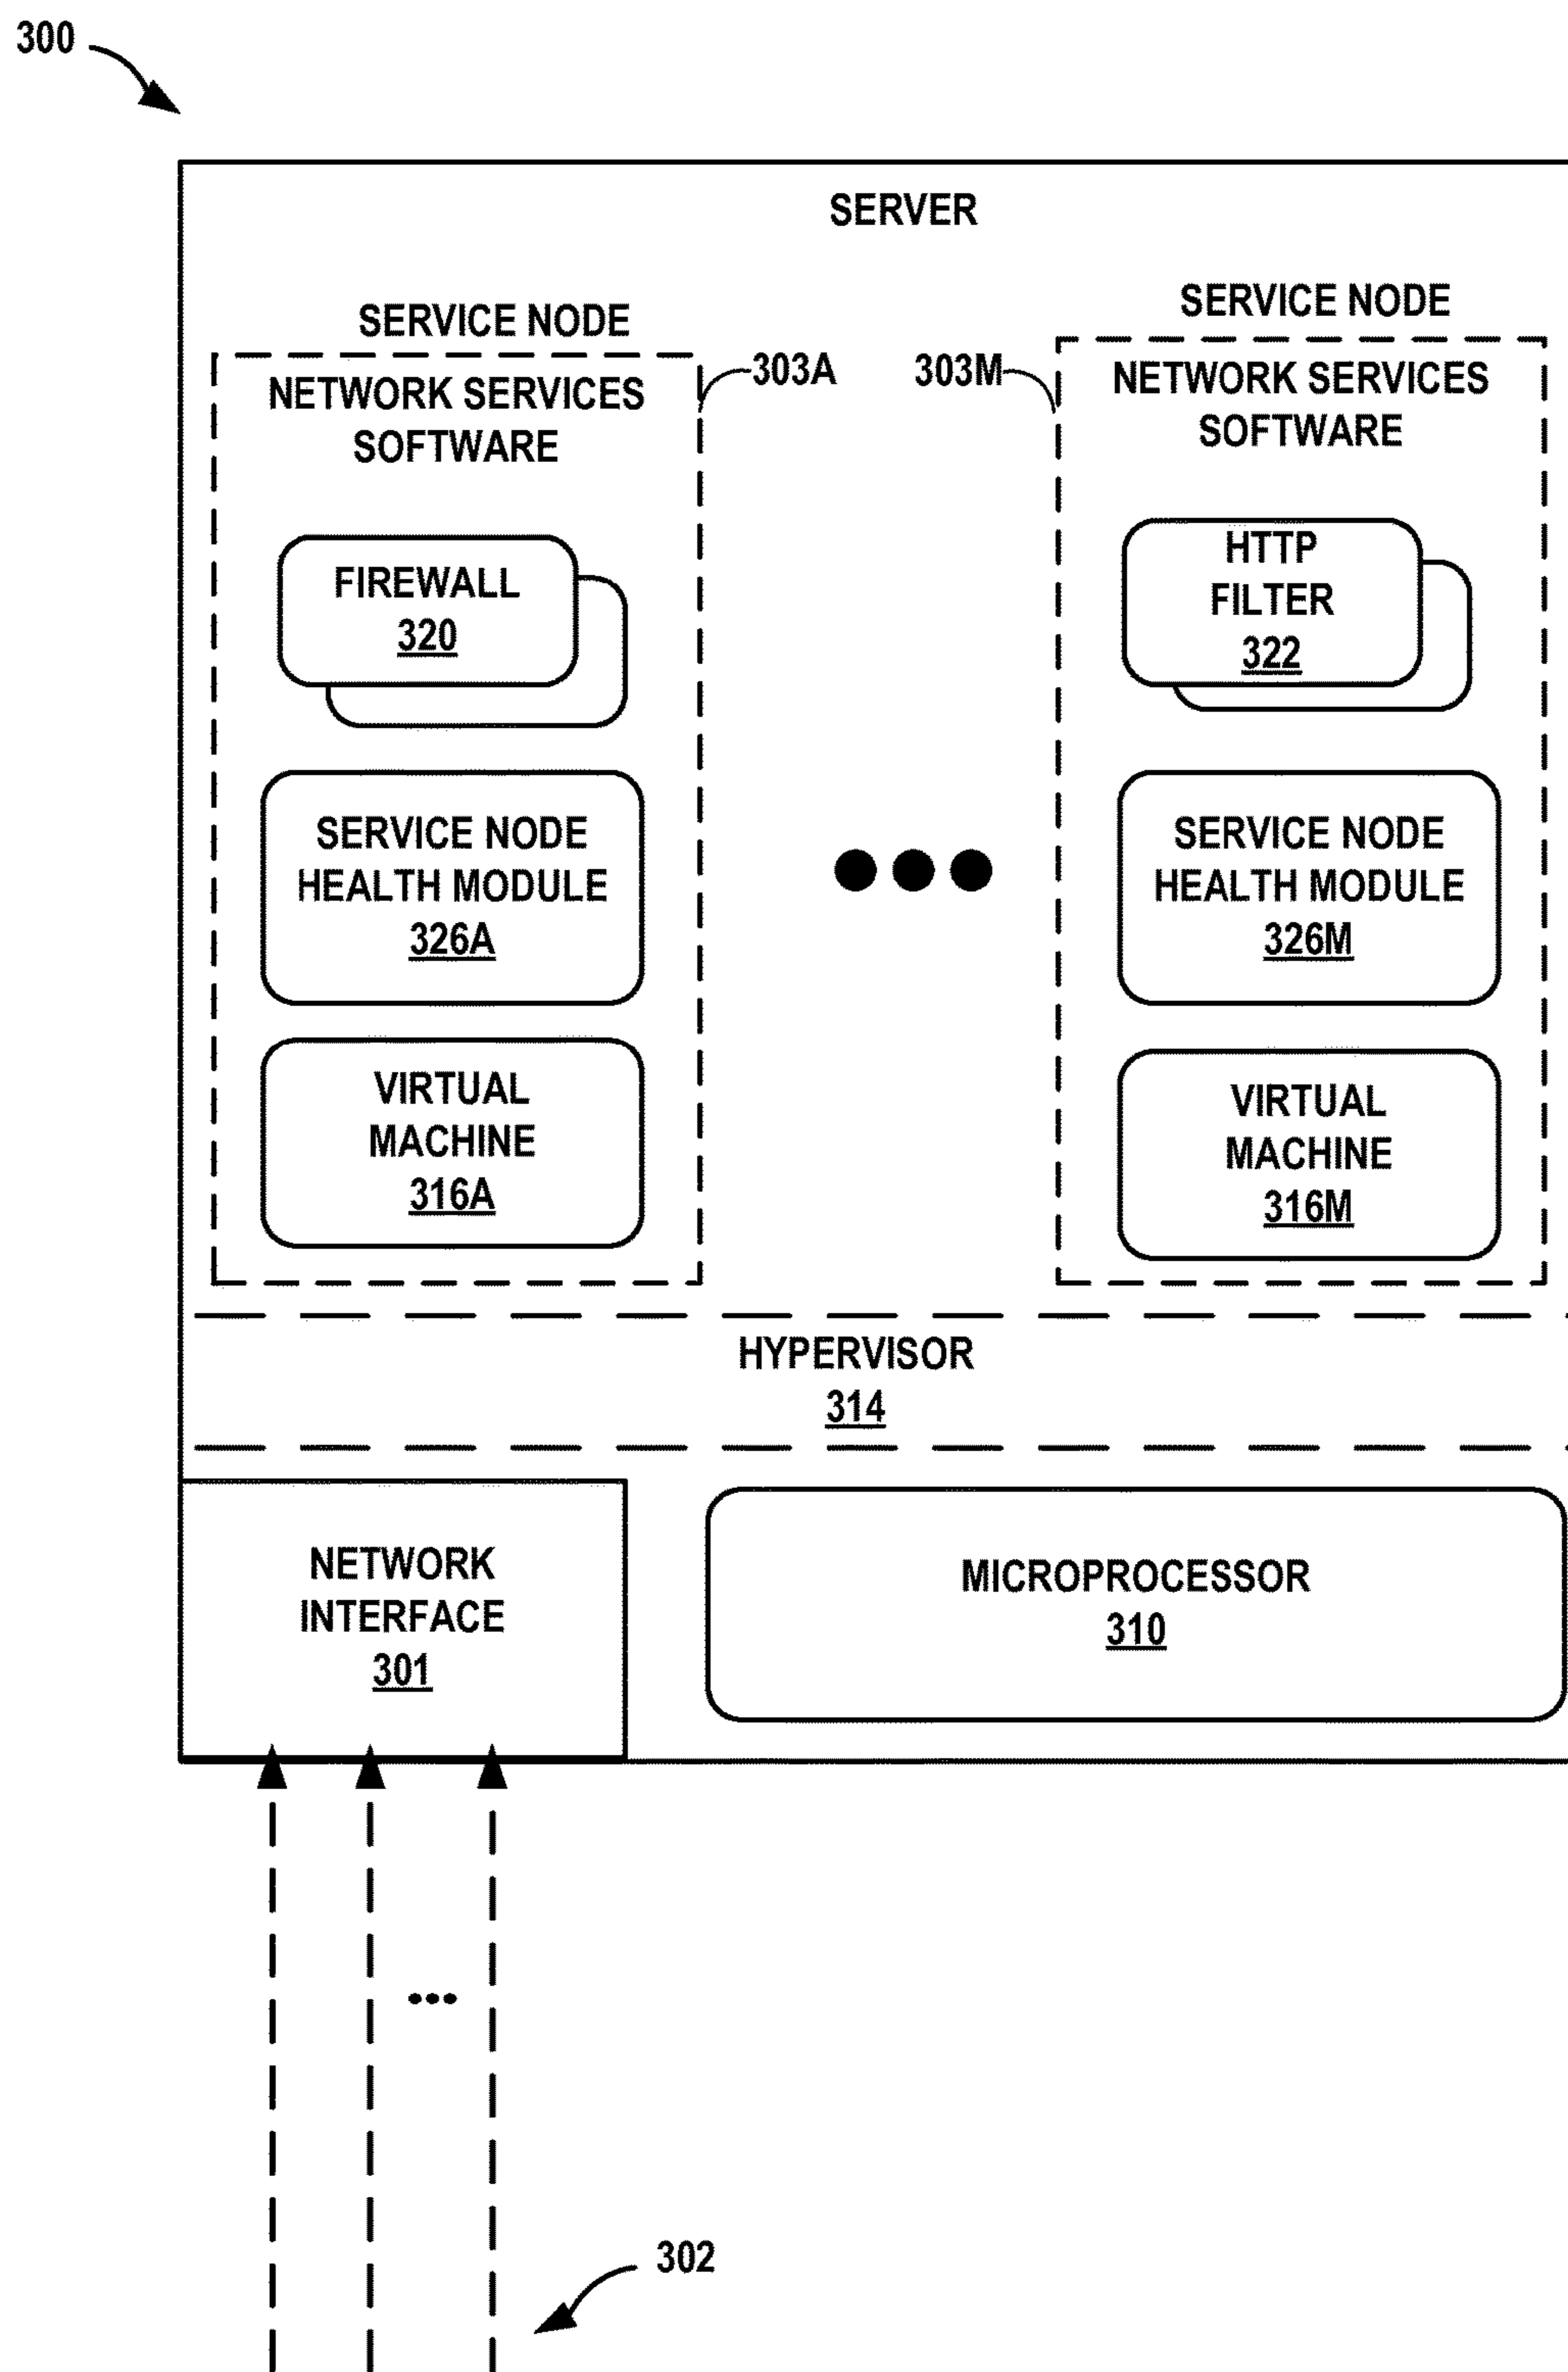 300
SERVER
SERVICE NODE
303A
NETWORK SERVICES
SOFTWARE
FIREWALL
320
SERVICE NODE
HEALTH MODULE
326A
VIRTUAL
MACHINE
316A
SERVICE NODE
303M
NETWORK SERVICES
SOFTWARE
HTTP
FILTER
322
SERVICE NODE
HEALTH MODULE
326M
VIRTUAL
MACHINE
316M
HYPERVISOR
314
NETWORK
INTERFACE
301
MICROPROCESSOR
310
302